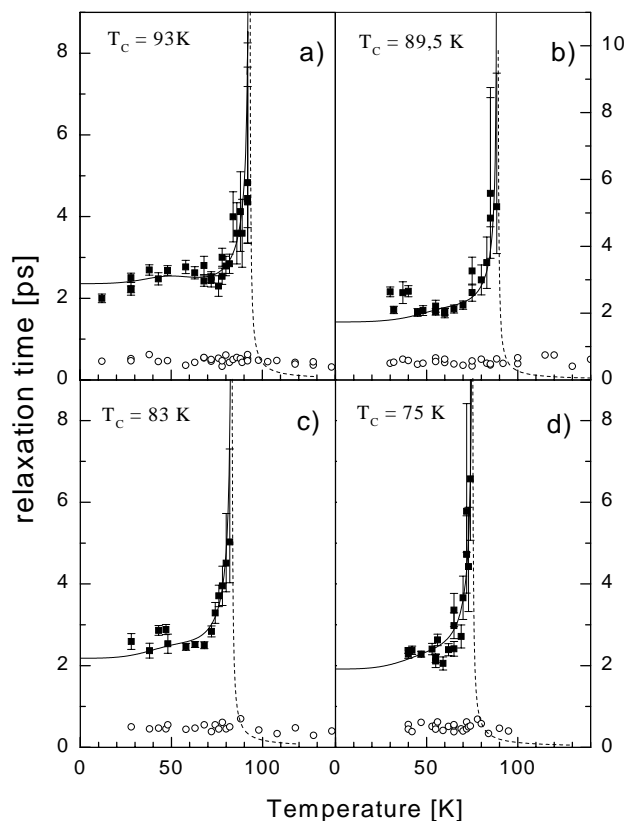 T_C = 93K
a)
8
6
4
2
0
T_C = 89,5 K
b)
10
8
6
4
2
0
relaxation time [ps]
T_C = 83 K
c)
8
6
4
2
0
T_C = 75 K
d)
8
6
4
2
0
0 50 100
0 50 100
Temperature [K]